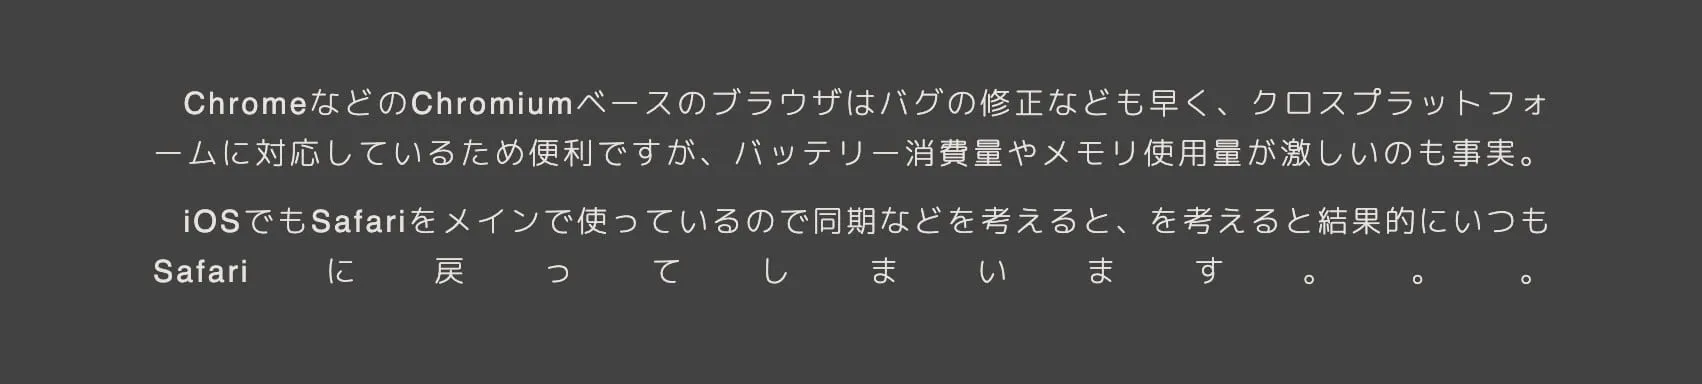 ChromeなどのChromiumベースのブラウザはバグの修正なども早く、クロスプラットフォ
ームに対応しているため便利ですが、バッテリー消費量やメモリ使用量が激しいのも事実。
iOSでもSafariをメインで使っているので同期などを考えると、を考えると結果的にいつも
Safariに戻ってしまいます。。。